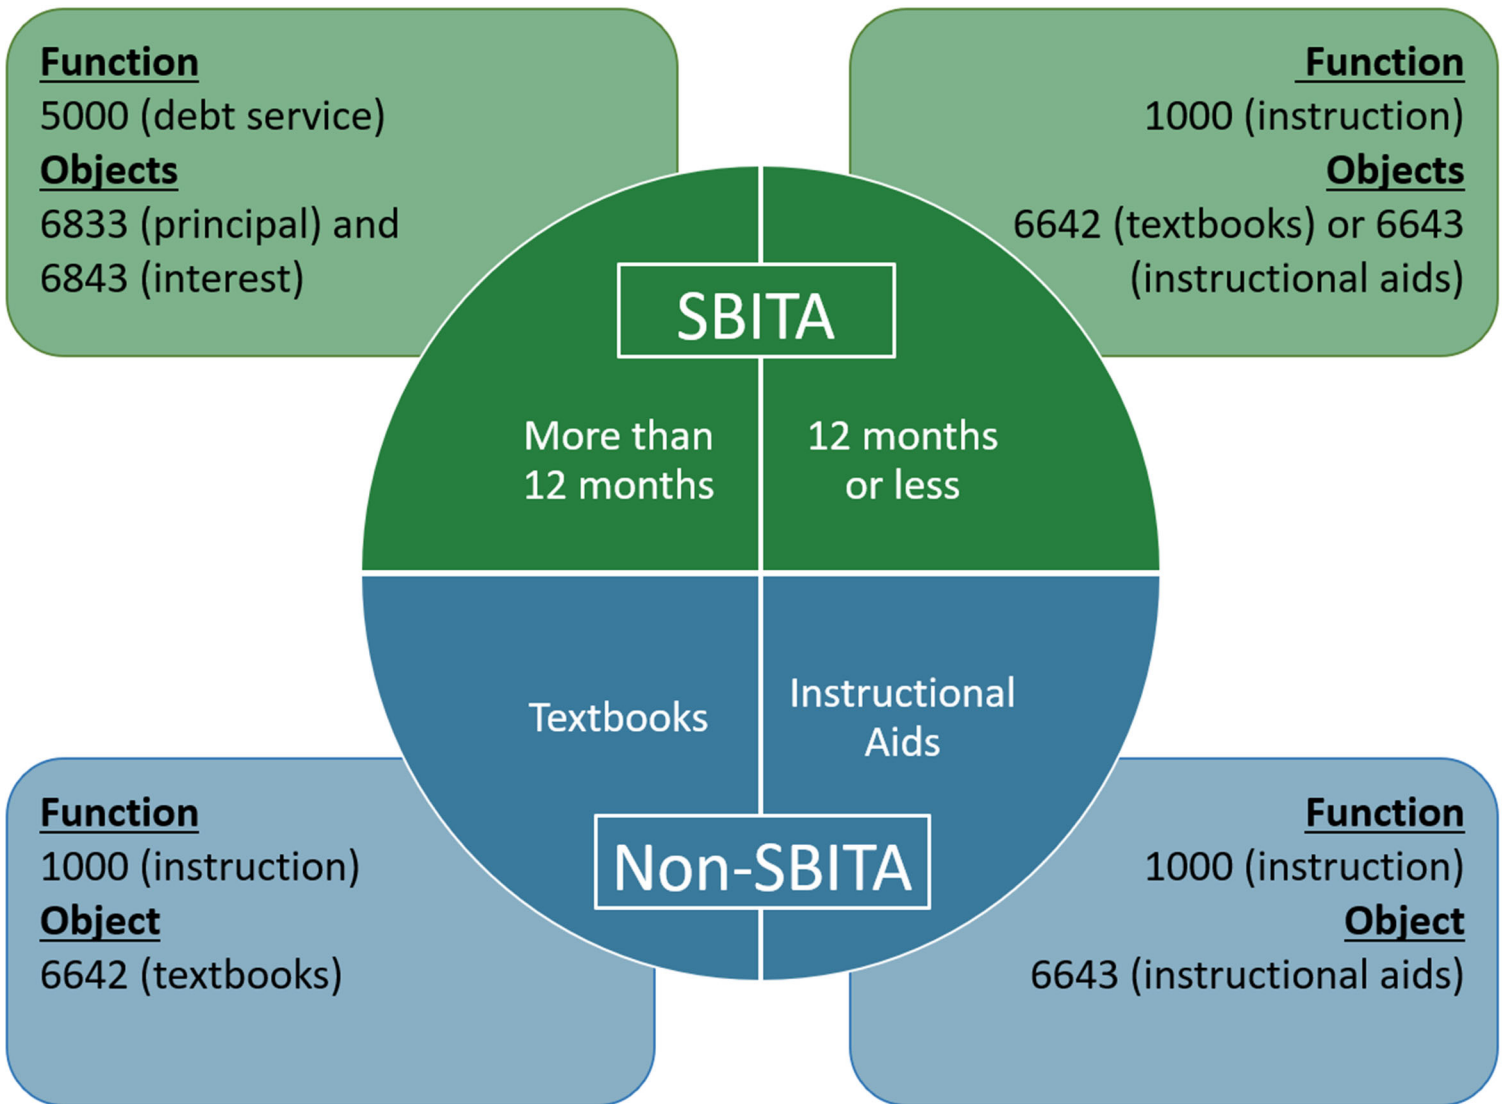 Function
5000 (debt service)
Objects
6833 (principal) and
6843 (interest)
Function
1000 (instruction)
Objects
6642 (textbooks) or 6643
(instructional aids)
SBITA
More than
12 months
12 months
or less
Textbooks
Instructional
Aids
Non-SBITA
Function
1000 (instruction)
Object
6642 (textbooks)
Function
1000 (instruction)
Object
6643 (instructional aids)